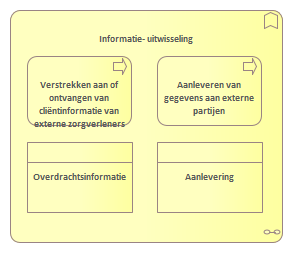 Informatie- uitwisseling
Verstrekken aan of
ontvangen van
cliëntinformatie van
externe zorgverleners
Aanleveren van
gegevens aan externe
partijen
Overdrachtsinformatie
Aanlevering